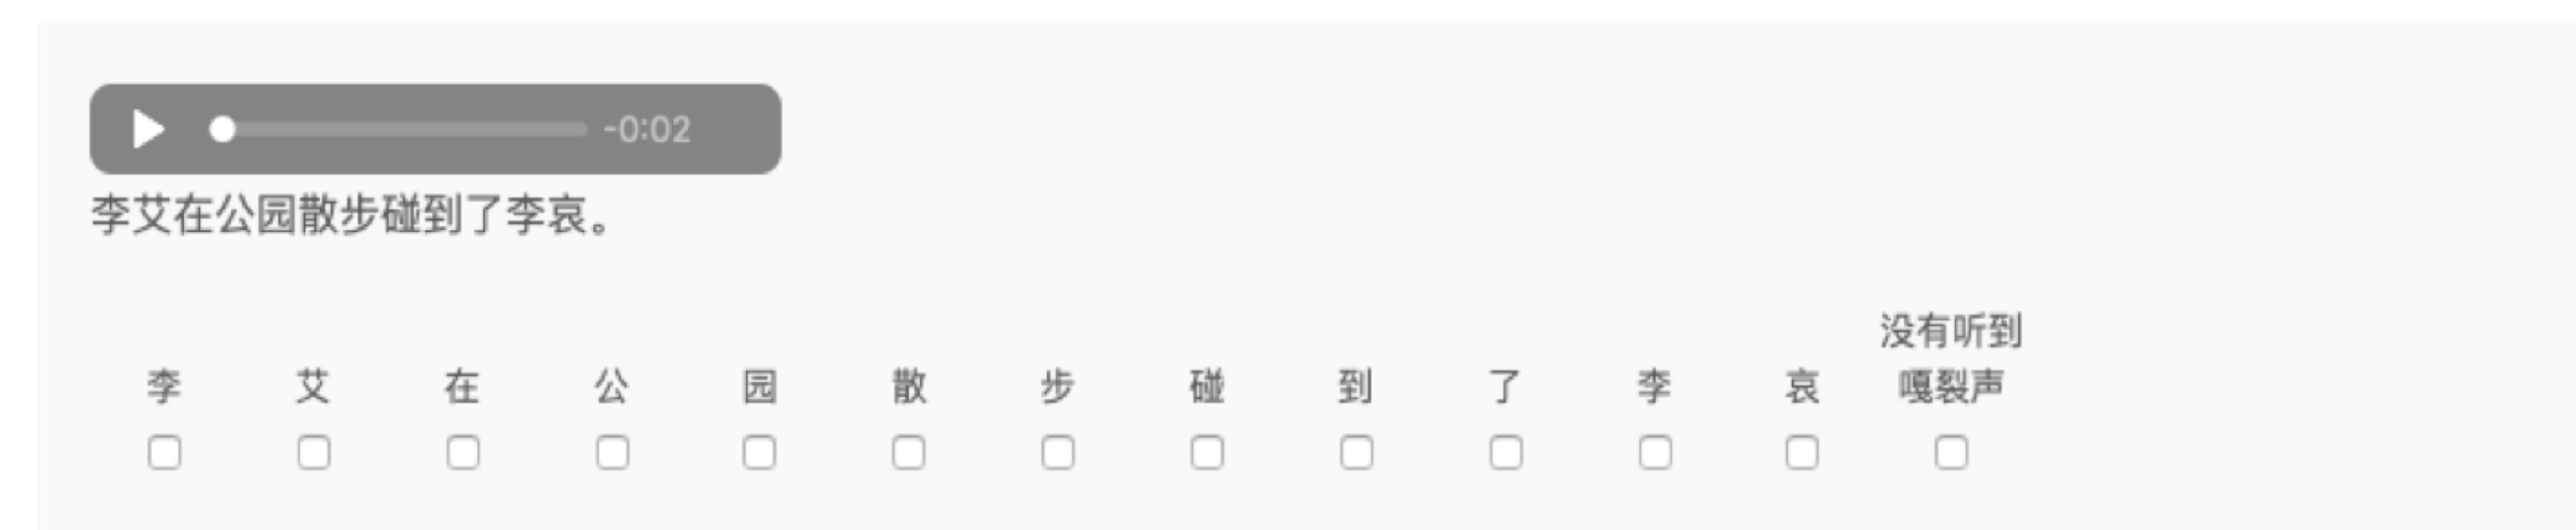 -0:02
李艾在公园散步碰到了李哀。
没有听到
李 艾 在 公 园 散 步 碰 到 了 李 哀 嘎裂声